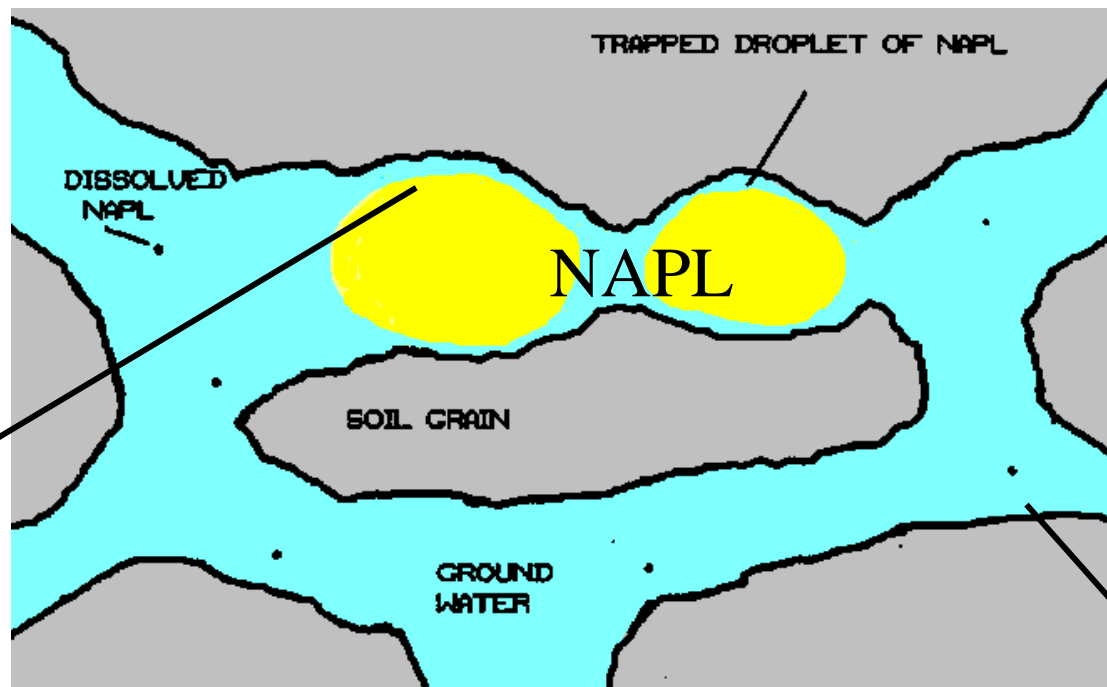 TRAPPED DROPLET OF NAPL
DISSOLVED
NAPL
NAPL
SOIL GRAIN
GROUND
WATER